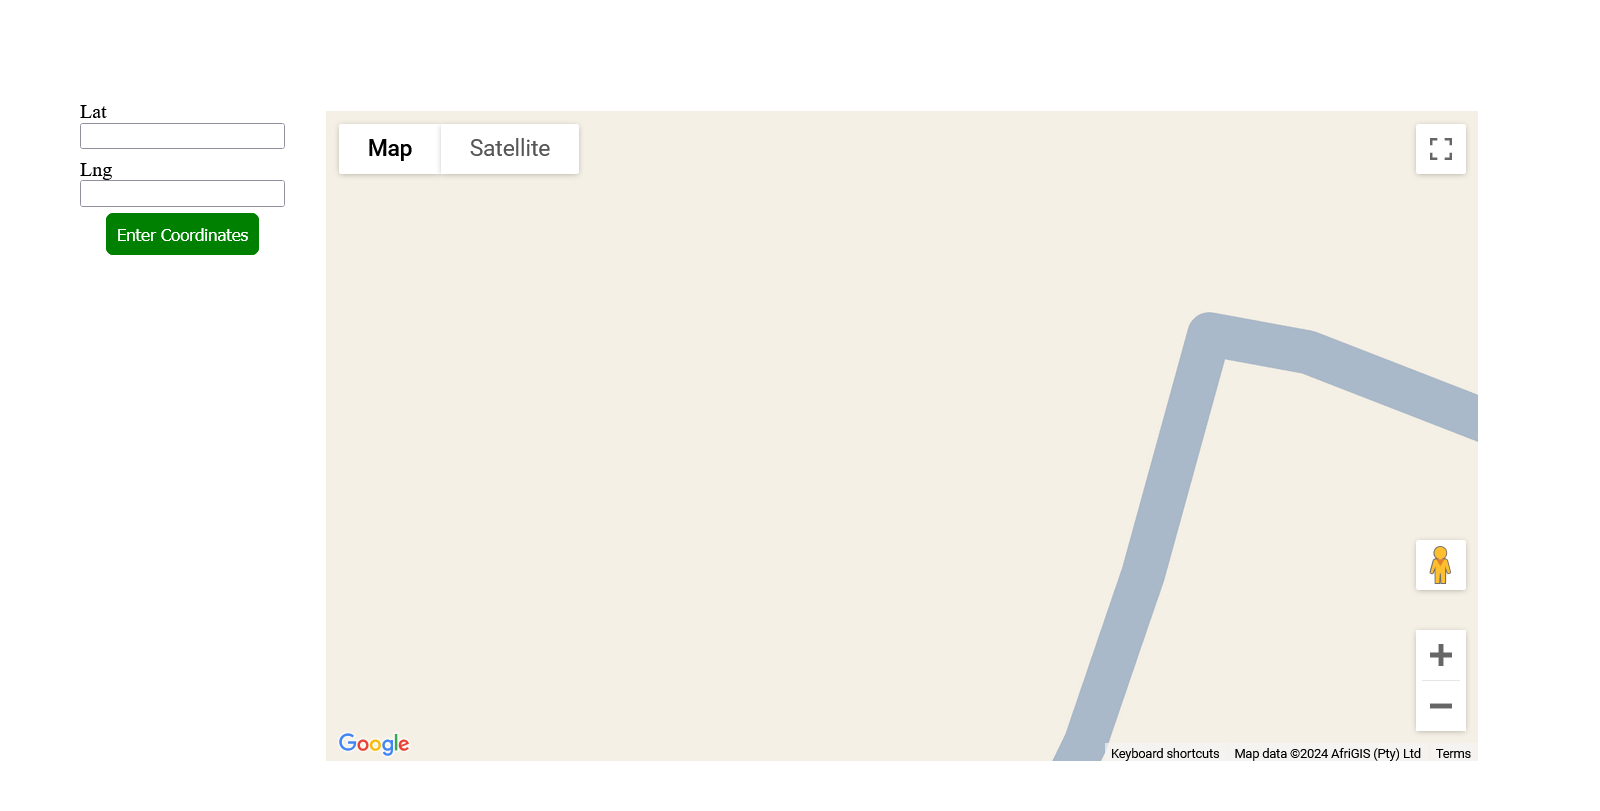 Lat
Lng
Enter Coordinates
Map Satellite
Google
Keyboard shortcuts Map data ©2024 AfriGIS (Pty) Ltd Terms